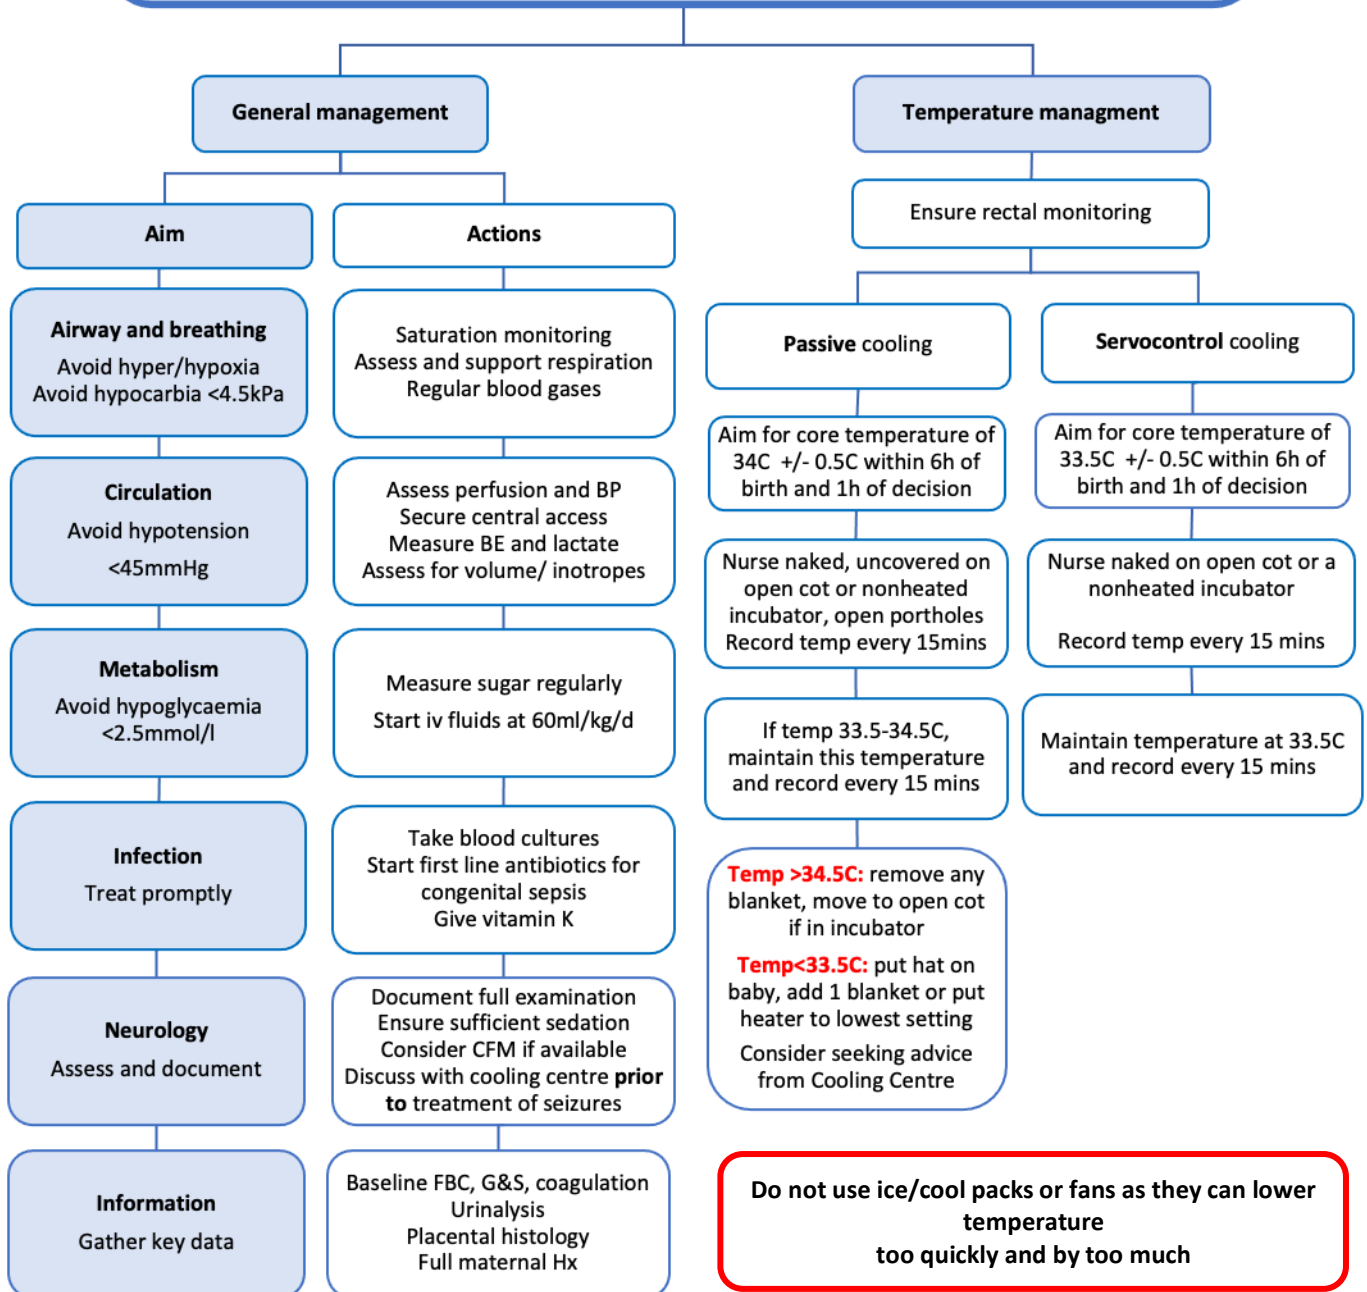 General management
Temperature managment
Ensure rectal monitoring
Aim
Actions
Airway and breathing
Avoid hyper/hypoxia
Avoid hypocarbia <4.5kPa
Saturation monitoring
Assess and support respiration
Regular blood gases
Circulation
Avoid hypotension
<45mmHg
Assess perfusion and BP
Secure central access
Measure BE and lactate
Assess for volume/ inotropes
Metabolism
Avoid hypoglycaemia
<2.5mmol/l
Measure sugar regularly
Start iv fluids at 60ml/kg/d
Infection
Treat promptly
Take blood cultures
Start first line antibiotics for
congenital sepsis
Give vitamin K
Neurology
Assess and document
Document full examination
Ensure sufficient sedation
Consider CFM if available
Discuss with cooling centre prior
to treatment of seizures
Information
Gather key data
Baseline FBC, G&S, coagulation
Urinalysis
Placental histology
Full maternal Hx
Passive cooling
Aim for core temperature of
34C +/- 0.5C within 6h of
birth and 1h of decision
Nurse naked, uncovered on
open cot or nonheated
incubator, open portholes
Record temp every 15mins
If temp 33.5-34.5C,
maintain this temperature
and record every 15 mins
Temp >34.5C: remove any
blanket, move to open cot
if in incubator
Temp<33.5C: put hat on
baby, add 1 blanket or put
heater to lowest setting
Consider seeking advice
from Cooling Centre
Servocontrol cooling
Aim for core temperature of
33.5C +/- 0.5C within 6h of
birth and 1h of decision
Nurse naked on open cot or a
nonheated incubator
Record temp every 15 mins
Maintain temperature at 33.5C
and record every 15 mins
Do not use ice/cool packs or fans as they can lower
temperature
too quickly and by too much